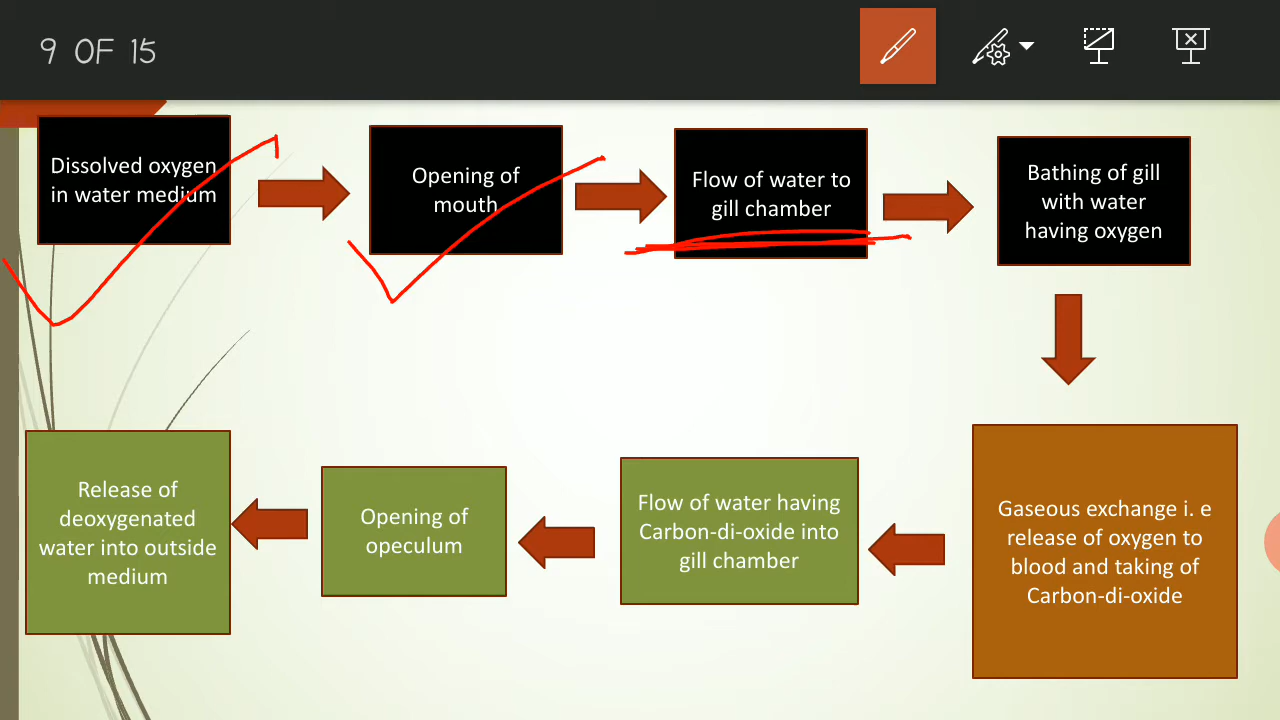 9 OF 15
Dissolved oxygen
in water medium
Opening of
mouth
Flow of water to
gill chamber
Bathing of gill
with water
having oxygen
Gaseous exchange i. e
release of oxygen to
blood and taking of
Carbon-di-oxide
Flow of water having
Carbon-di-oxide into
gill chamber
Opening of
opeculum
Release of
deoxygenated
water into outside
medium